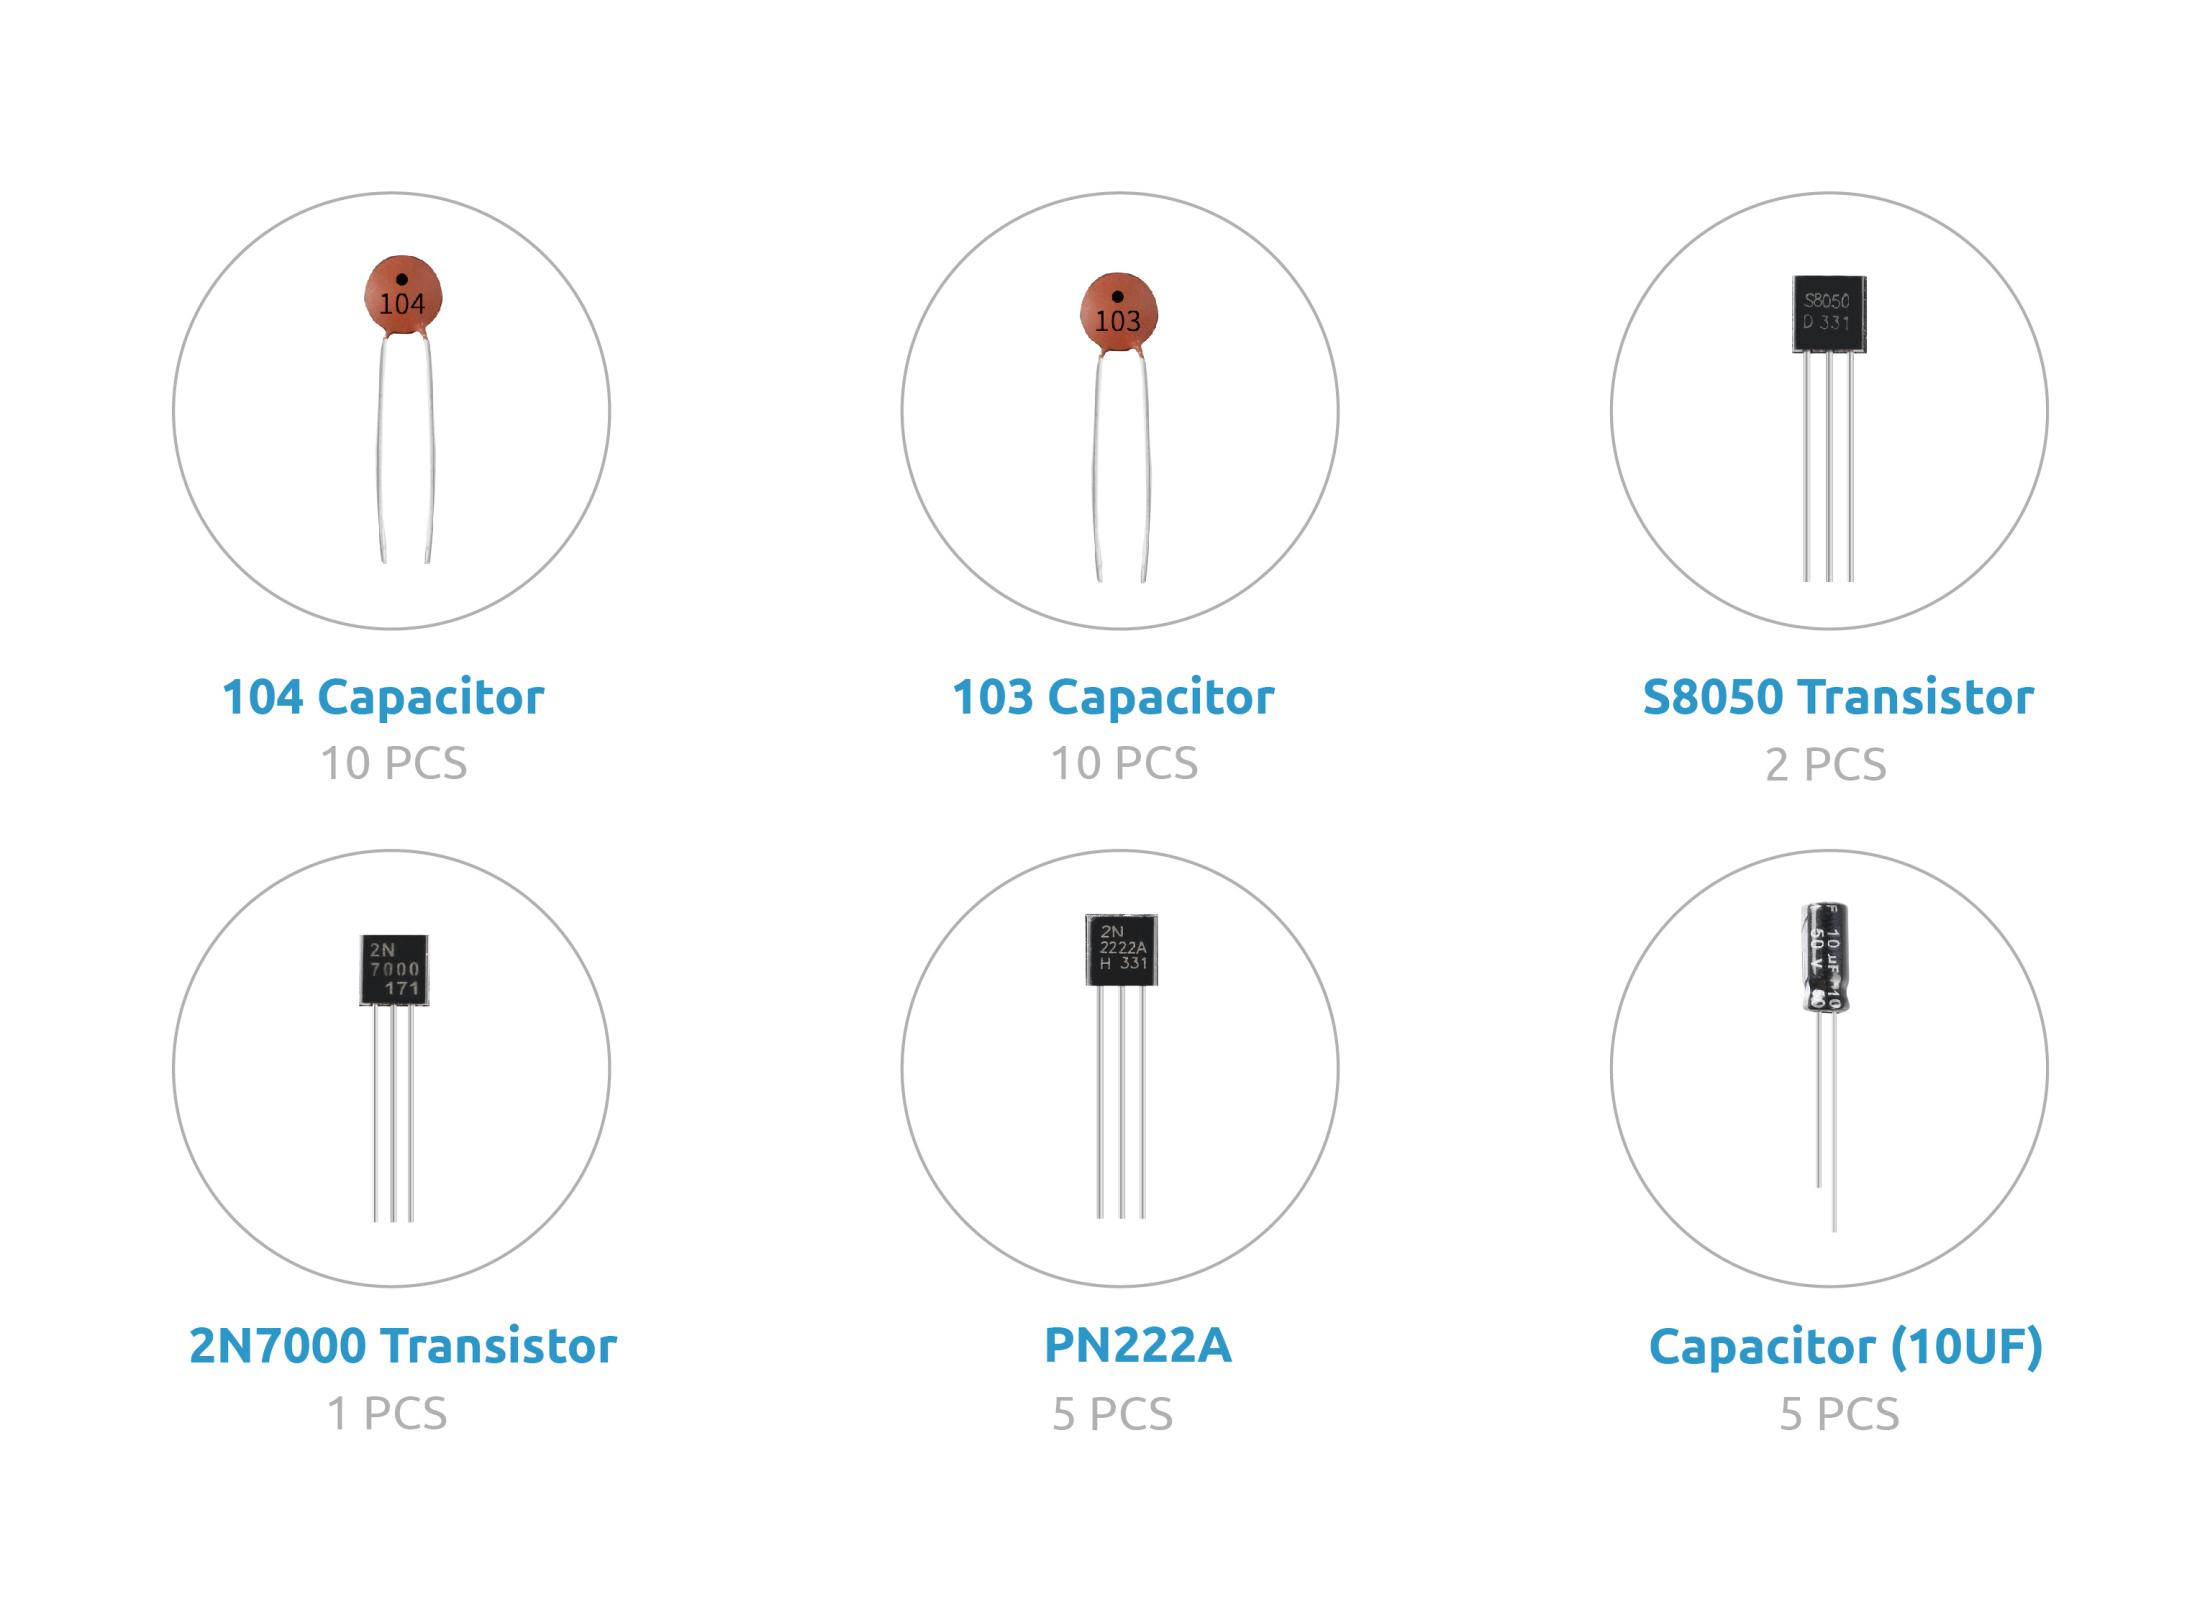 104
103
S8050
D 331
104 Capacitor
103 Capacitor
S8050 Transistor
10 PCS
10 PCS
2 PCS
2N
7000
171
2N
2222A
H 331
10 µF
50 V
2N7000 Transistor
PN222A
Capacitor (10UF)
1 PCS
5 PCS
5 PCS